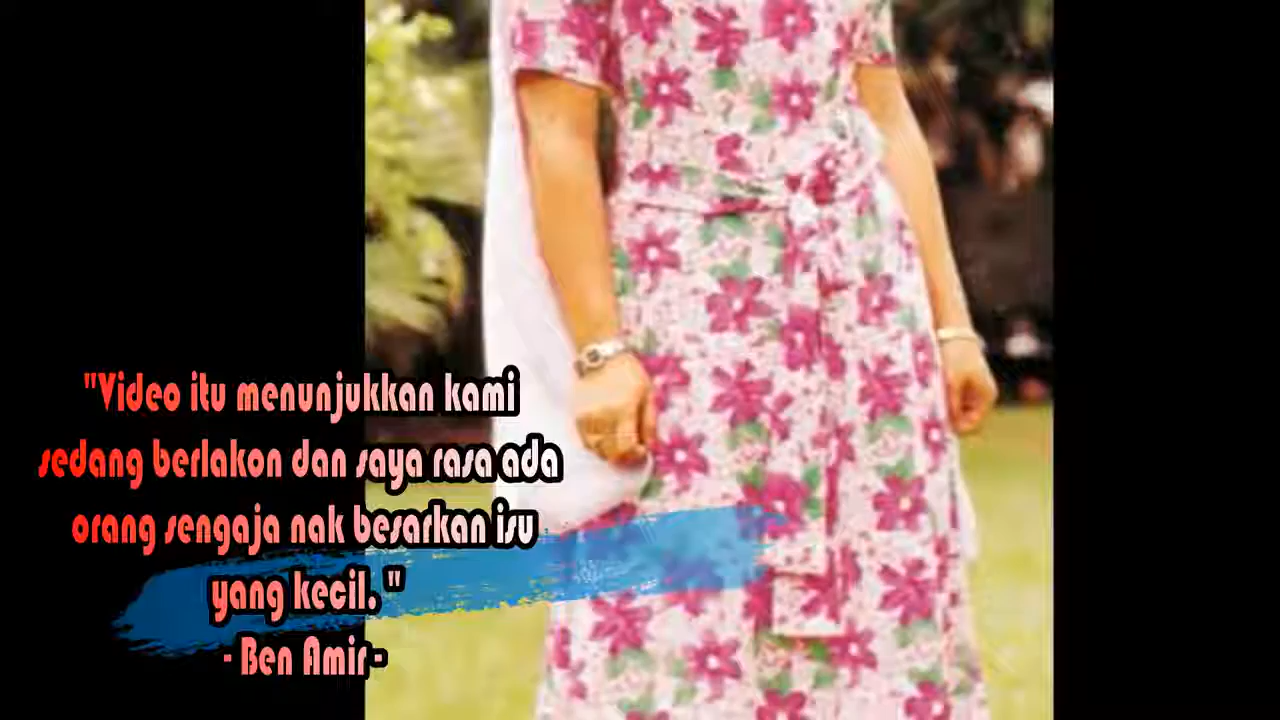 "Video itu menunjukkan kami
sedang berlakon dan saya rasa ada
orang sengaja nak besarkan isu
yang kecil. "
- Ben Amir -